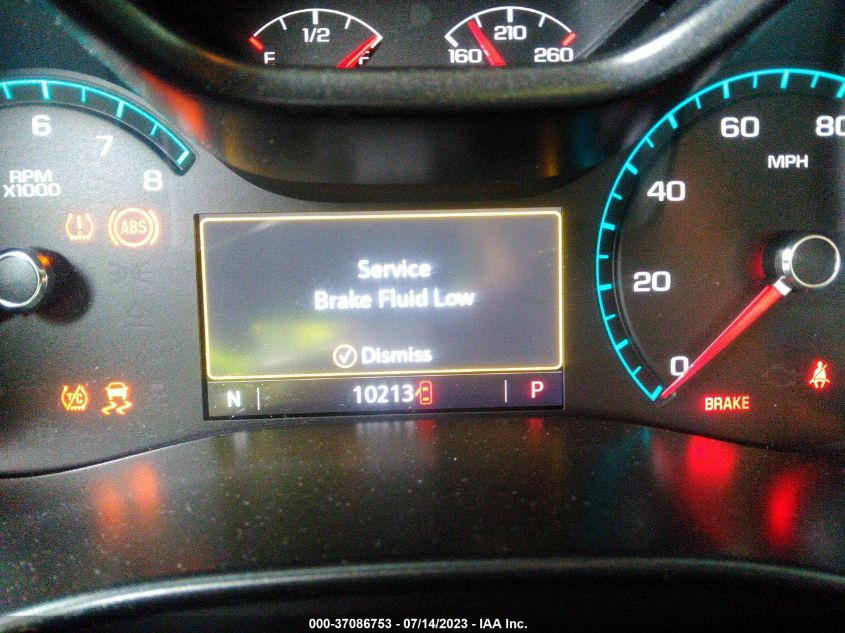 1/2
E F
210
160 260
6 7 8
RPM
X1000
ABS
Service
Brake Fluid Low
Dismiss
N 10213 P
T/C
0 20 40 60 80
MPH
BRAKE
000-37086753 - 07/14/2023 - IAA Inc.